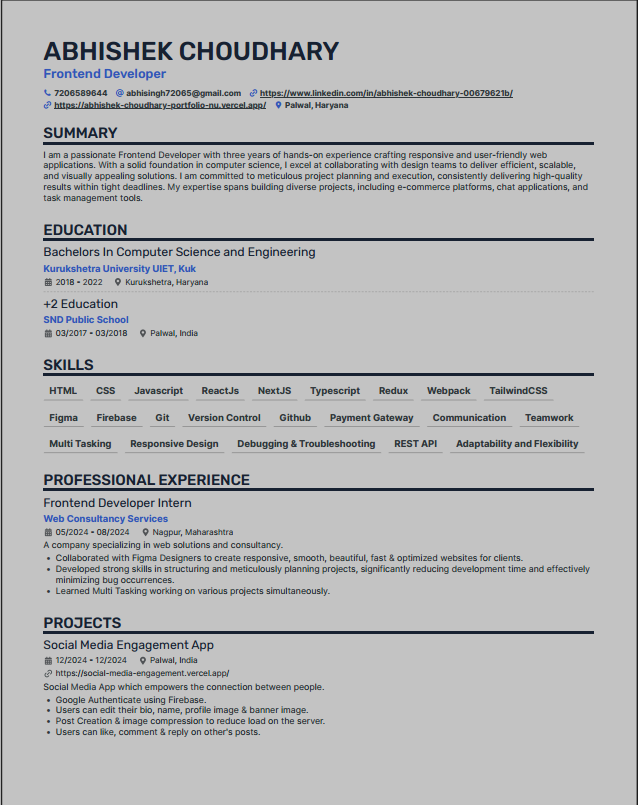 ABHISHEK CHOUDHARY
Frontend Developer
7206589644 abhisingh72065@gmail.com https://www.linkedin.com/in/abhishek-choudhary-00679621b/
https://abhishek-choudhary-portfolio-nu.vercel.app/ Palwal, Haryana
SUMMARY
I am a passionate Frontend Developer with three years of hands-on experience crafting responsive and user-friendly web
applications. With a solid foundation in computer science, I excel at collaborating with design teams to deliver efficient, scalable,
and visually appealing solutions. I am committed to meticulous project planning and execution, consistently delivering high-quality
results within tight deadlines. My expertise spans building diverse projects, including e-commerce platforms, chat applications, and
task management tools.
EDUCATION
Bachelors In Computer Science and Engineering
Kurukshetra University UIET, Kuk
2018 - 2022 Kurukshetra, Haryana
+2 Education
SND Public School
03/2017 - 03/2018 Palwal, India
SKILLS
HTML CSS Javascript ReactJs NextJS Typescript Redux Webpack TailwindCSS
Figma Firebase Git Version Control Github Payment Gateway Communication Teamwork
Multi Tasking Responsive Design Debugging & Troubleshooting REST API Adaptability and Flexibility
PROFESSIONAL EXPERIENCE
Frontend Developer Intern
Web Consultancy Services
05/2024 - 08/2024 Nagpur, Maharashtra
A company specializing in web solutions and consultancy.
• Collaborated with Figma Designers to create responsive, smooth, beautiful, fast & optimized websites for clients.
• Developed strong skills in structuring and meticulously planning projects, significantly reducing development time and effectively
minimizing bug occurrences.
• Learned Multi Tasking working on various projects simultaneously.
PROJECTS
Social Media Engagement App
12/2024 - 12/2024 Palwal, India
https://social-media-engagement.vercel.app/
Social Media App which empowers the connection between people.
• Google Authenticate using Firebase.
• Users can edit their bio, name, profile image & banner image.
• Post Creation & image compression to reduce load on the server.
• Users can like, comment & reply on other's posts.